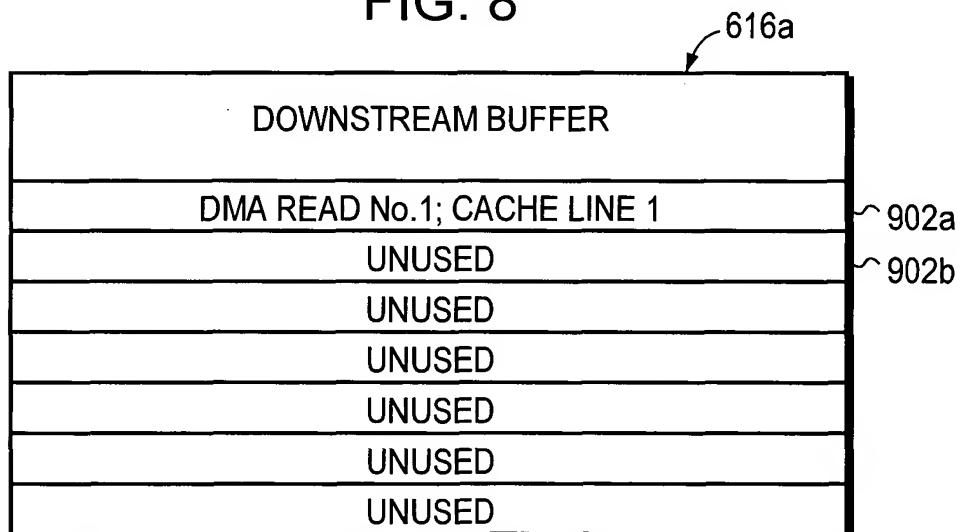 FIG. 8
616a
DOWNSTREAM BUFFER
DMA READ No.1; CACHE LINE 1
902a
UNUSED
902b
UNUSED
UNUSED
UNUSED
UNUSED
UNUSED